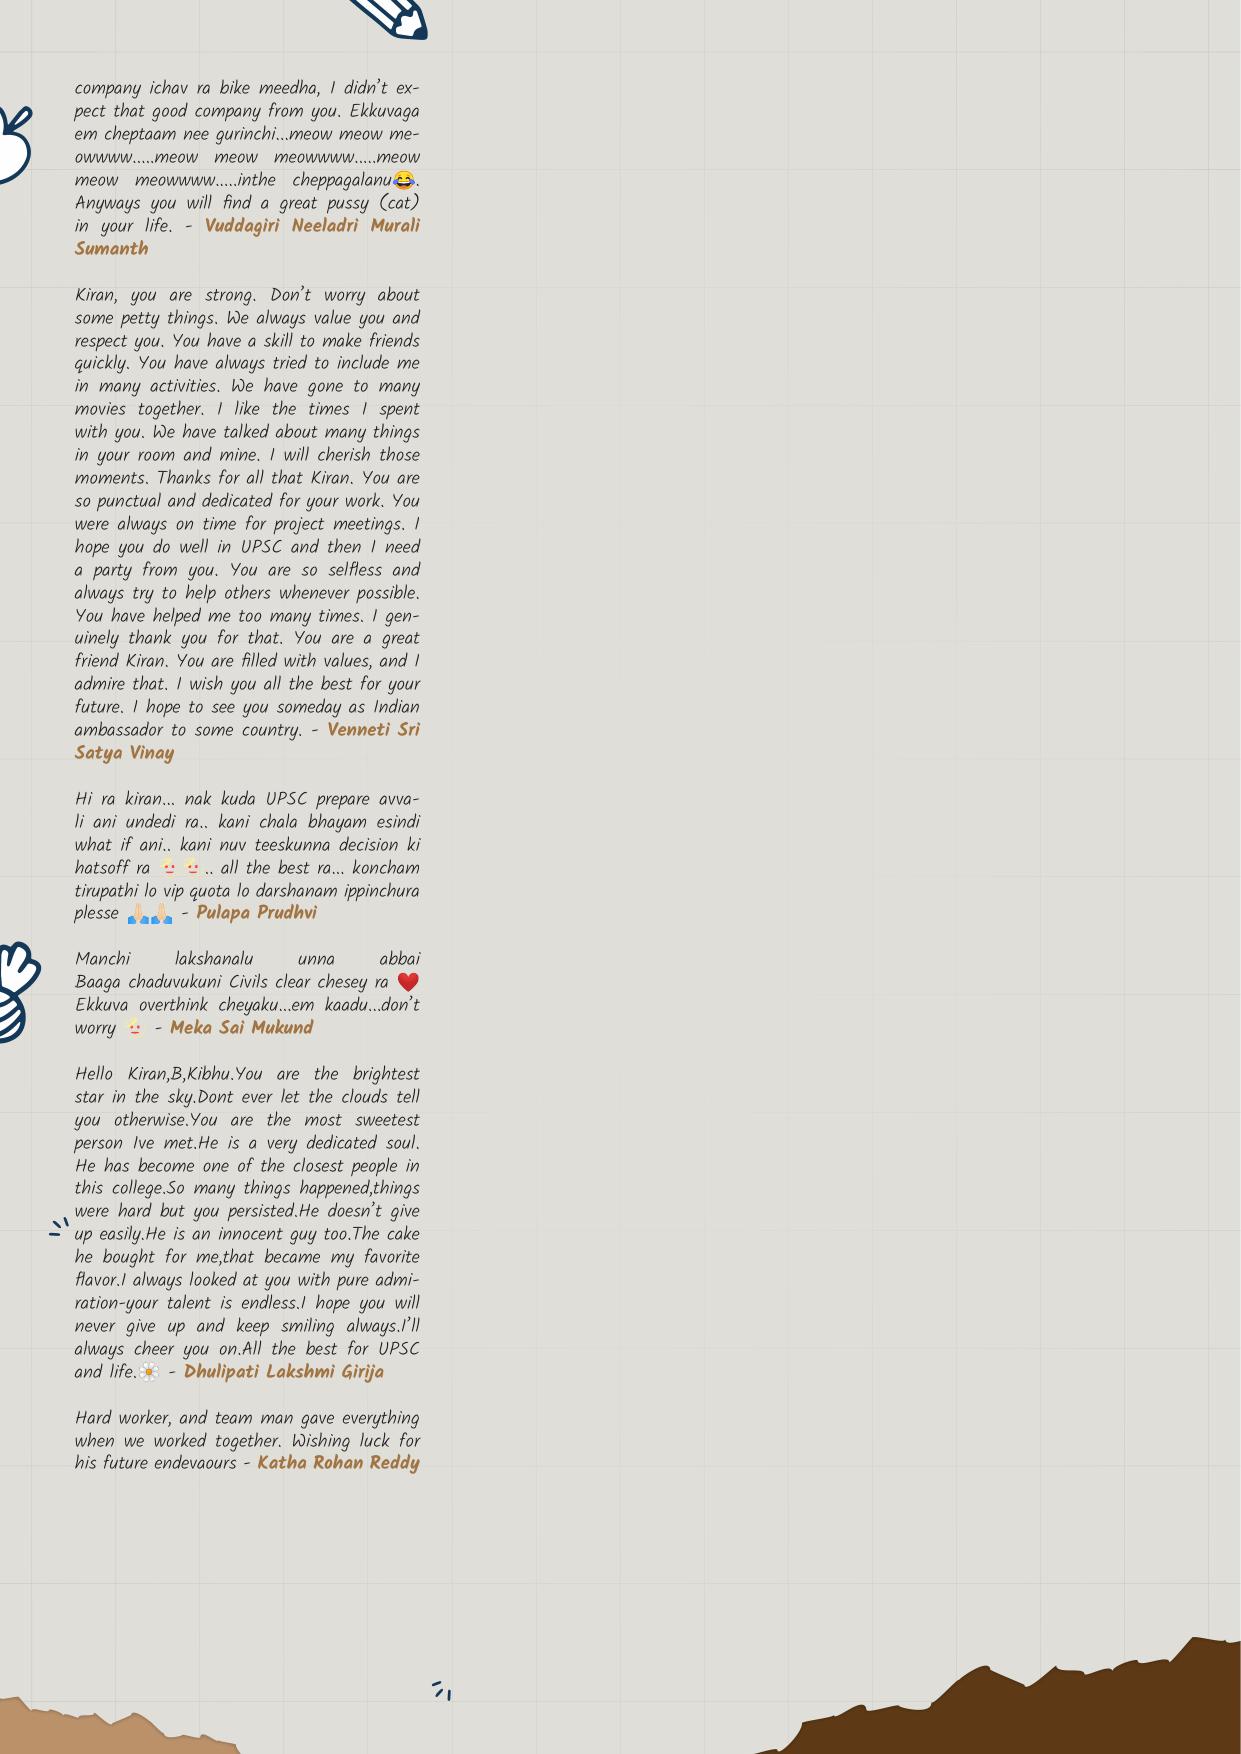 company ichav ra bike meedha, I didn't ex-
pect that good company from you. Ekkuvaga
em cheptaam nee gurinchi...meow meow me-
owwww.....meow meow meowwww.....meow
meow meowwww.....inthe cheppagalanu😂.
Anyways you will find a great pussy (cat)
in your life. - Vuddagiri Neeladri Murali
Sumanth
Kiran, you are strong. Don't worry about
some petty things. We always value you and
respect you. You have a skill to make friends
quickly. You have always tried to include me
in many activities. We have gone to many
movies together. I like the times I spent
with you. We have talked about many things
in your room and mine. I will cherish those
moments. Thanks for all that Kiran. You are
so punctual and dedicated for your work. You
were always on time for project meetings. I
hope you do well in UPSC and then I need
a party from you. You are so selfless and
always try to help others whenever possible.
You have helped me too many times. I gen-
uinely thank you for that. You are a great
friend Kiran. You are filled with values, and I
admire that. I wish you all the best for your
future. I hope to see you someday as Indian
ambassador to some country. - Venneti Sri
Satya Vinay
Hi ra kiran... nak kuda UPSC prepare avva-
li ani undedi ra.. kani chala bhayam esindi
what if ani.. kani nuv teeskunna decision ki
hatsoff ra .. all the best ra... koncham
tirupathi lo vip quota lo darshanam ippinchura
plesse 🙏🏻🙏🏻 - Pulapa Prudhvi
Manchi lakshanalu unna abbai
Baaga chaduvukuni Civils clear chesey ra ❤️
Ekkuva overthink cheyaku...em kaadu...don't
worry - Meka Sai Mukund
Hello Kiran,B,Kibhu.You are the brightest
star in the sky.Dont ever let the clouds tell
you otherwise.You are the most sweetest
person Ive met.He is a very dedicated soul.
He has become one of the closest people in
this college.So many things happened,things
were hard but you persisted.He doesn't give
up easily.He is an innocent guy too.The cake
he bought for me,that became my favorite
flavor.I always looked at you with pure admi-
ration-your talent is endless.I hope you will
never give up and keep smiling always.I'll
always cheer you on.All the best for UPSC
and life.🌼 - Dhulipati Lakshmi Girija
Hard worker, and team man gave everything
when we worked together. Wishing luck for
his future endevaours - Katha Rohan Reddy